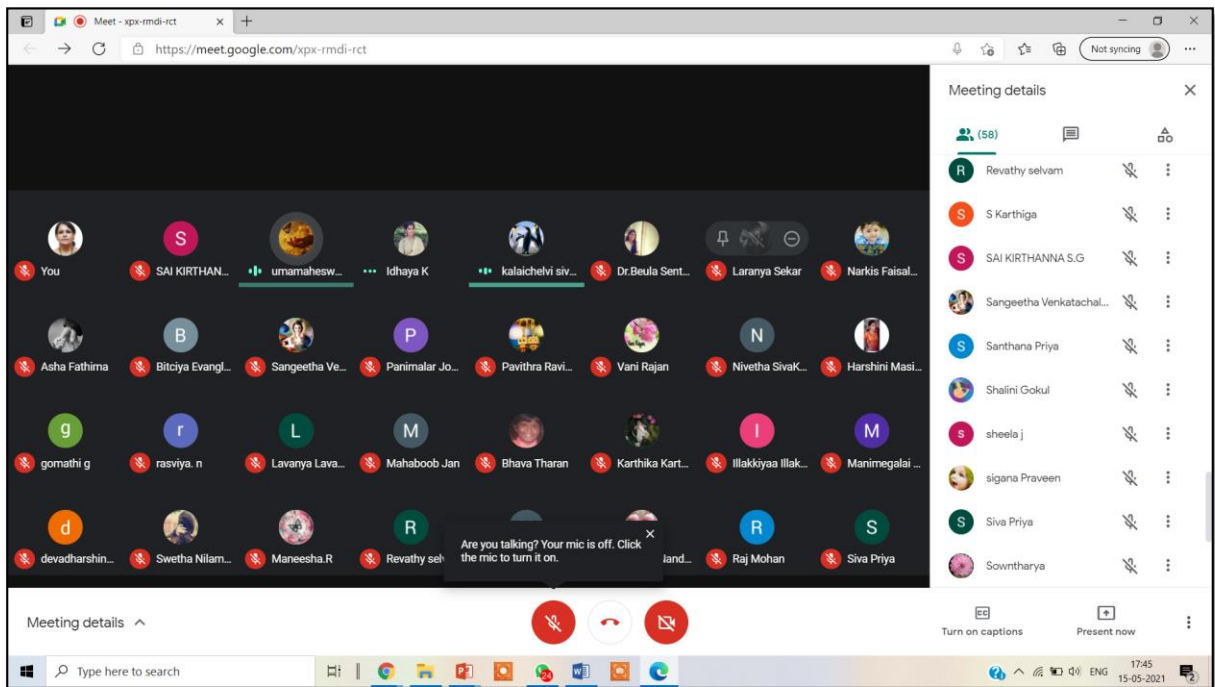 Meet - xpx-rmdi-rct
https://meet.google.com/xpx-rmdi-rct
Not syncing
Meeting details
(58)
R Revathy selvam
S S Karthiga
S SAI KIRTHANNA S.G
Sangeetha Venkatachal...
S Santhana Priya
Shalini Gokul
s sheela j
sigana Praveen
S Siva Priya
Sowntharya
S
You SAI KIRTHAN... umamahesw... Idhaya K kalaichelvi siv... Dr.Beula Sent... Laranya Sekar Narkis Faisal...
B P N
Asha Fathima Bitciya Evangl... Sangeetha Ve... Panimalar Jo... Pavithra Ravi... Vani Rajan Nivetha SivaK... Harshini Masi...
g r L M I M
gomathi g rasviya. n Lavanya Lava... Mahaboob Jan Bhava Tharan Karthika Kart... Illakkiyaa Illak... Manimegalai ...
d R R S
devadharshin... Swetha Nilam... Maneesha.R Revathy sel Raj Mohan Siva Priya
Are you talking? Your mic is off. Click
the mic to turn it on.
Meeting details
CC
Turn on captions Present now
Type here to search
24
ENG
17:45
15-05-2021
2